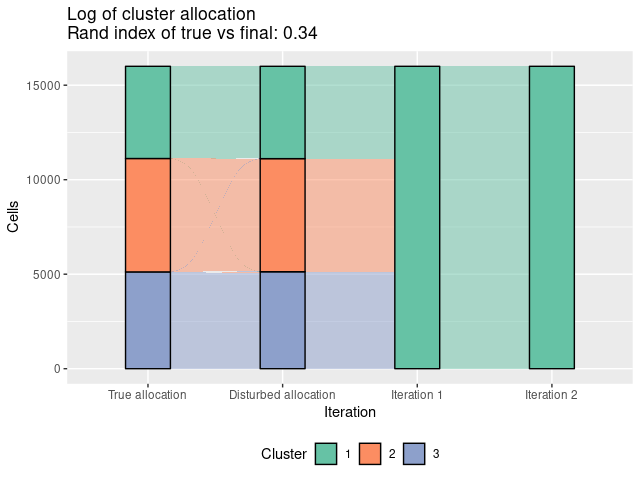 Log of cluster allocation
Rand index of true vs final: 0.34
Cells
15000
10000
5000
0
True allocation
Disturbed allocation
Iteration 1
Iteration 2
Iteration
Cluster
1
2
3